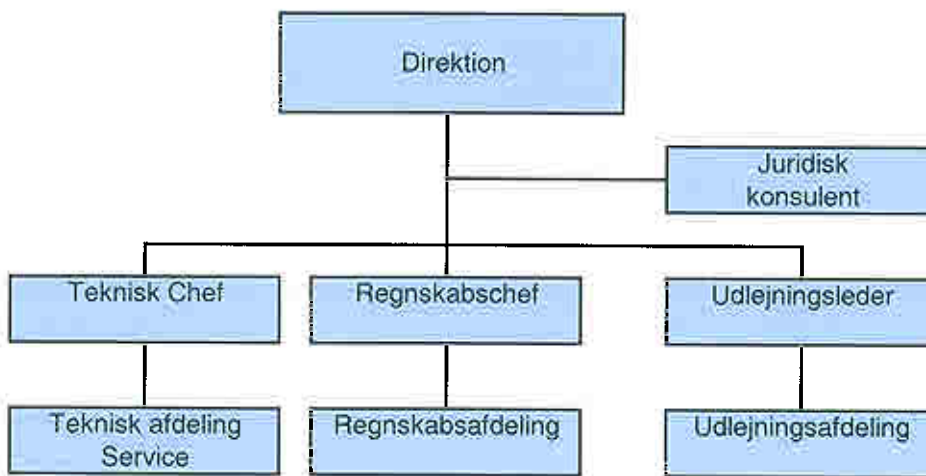 Direktion
Juridisk
konsulent
Teknisk Chef
Regnskabschef
Udlejningsleder
Teknisk afdeling
Service
Regnskabsafdeling
Udlejningsafdeling